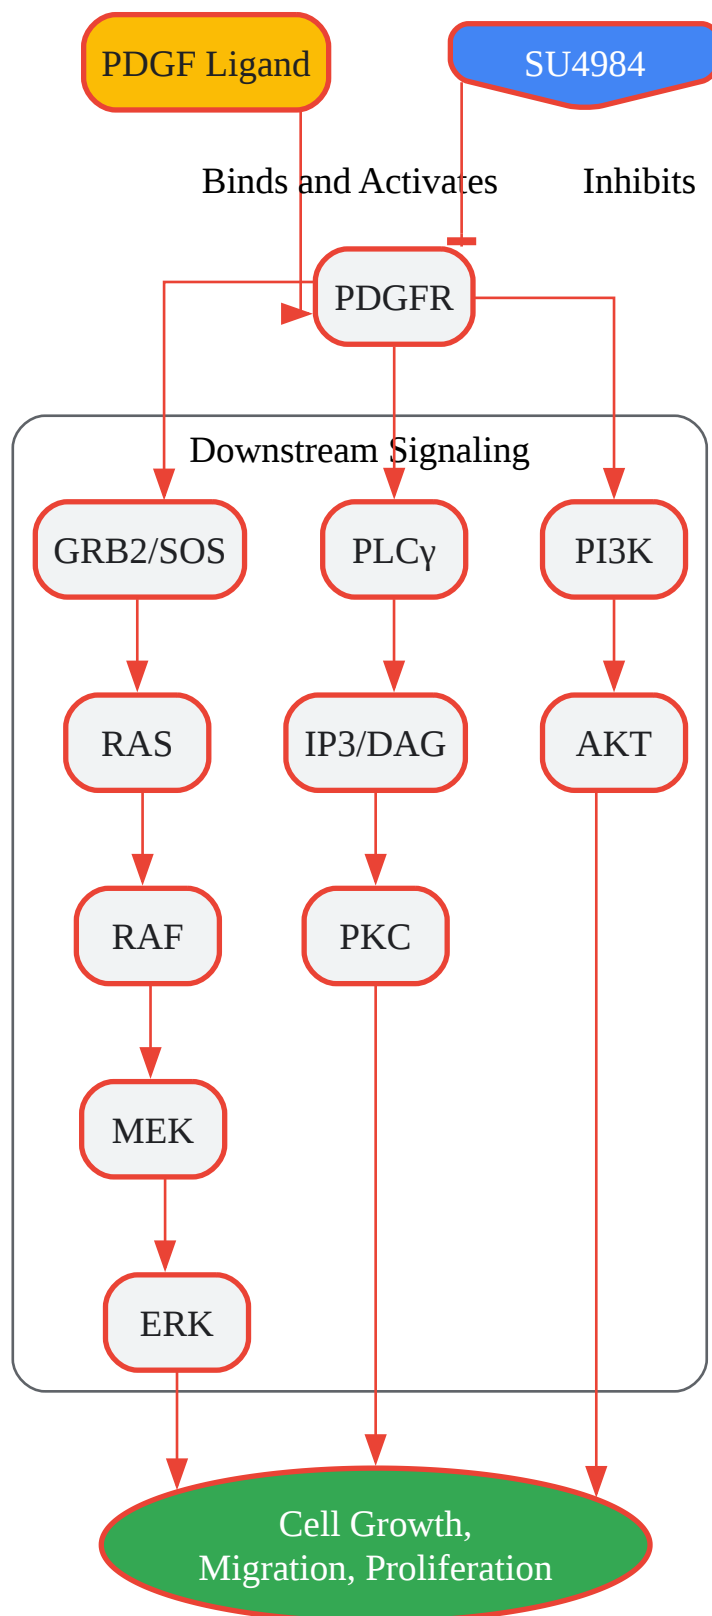 PDGF Ligand
SU4984
Binds and Activates
Inhibits
PDGFR
Downstream Signaling
GRB2/SOS
PLCγ
PI3K
RAS
IP3/DAG
AKT
RAF
PKC
MEK
ERK
Cell Growth,
Migration, Proliferation